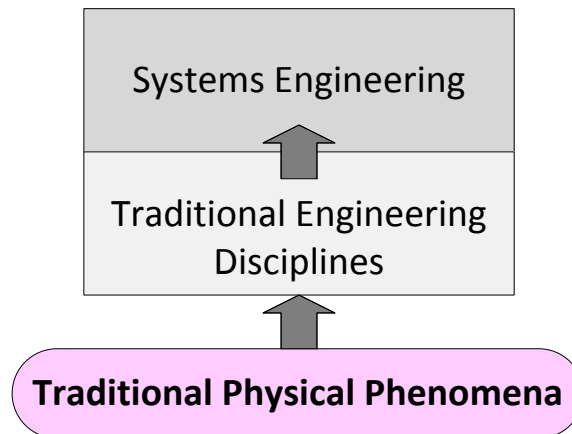 Systems Engineering
Traditional Engineering
Disciplines
Traditional Physical Phenomena